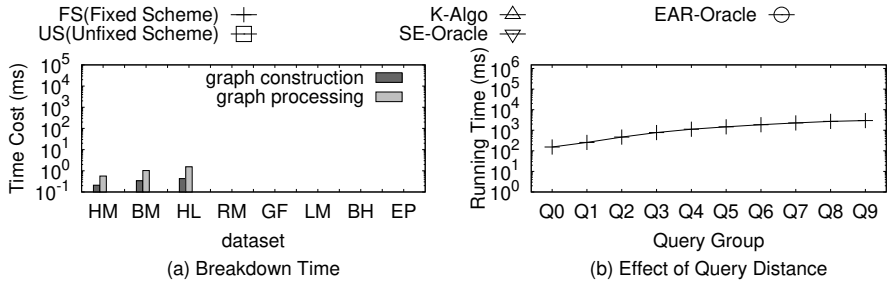 FS(Fixed Scheme) K-Algo EAR-Oracle
US(Unfixed Scheme) SE-Oracle
Time Cost (ms)
10^5
10^4
10^3
10^2
10^1
10^0
10^-1
graph construction
graph processing
HM BM HL RM GF LM BH EP
dataset
(a) Breakdown Time
Running Time (ms)
10^6
10^5
10^4
10^3
10^2
10^1
10^0
Q0 Q1 Q2 Q3 Q4 Q5 Q6 Q7 Q8 Q9
Query Group
(b) Effect of Query Distance